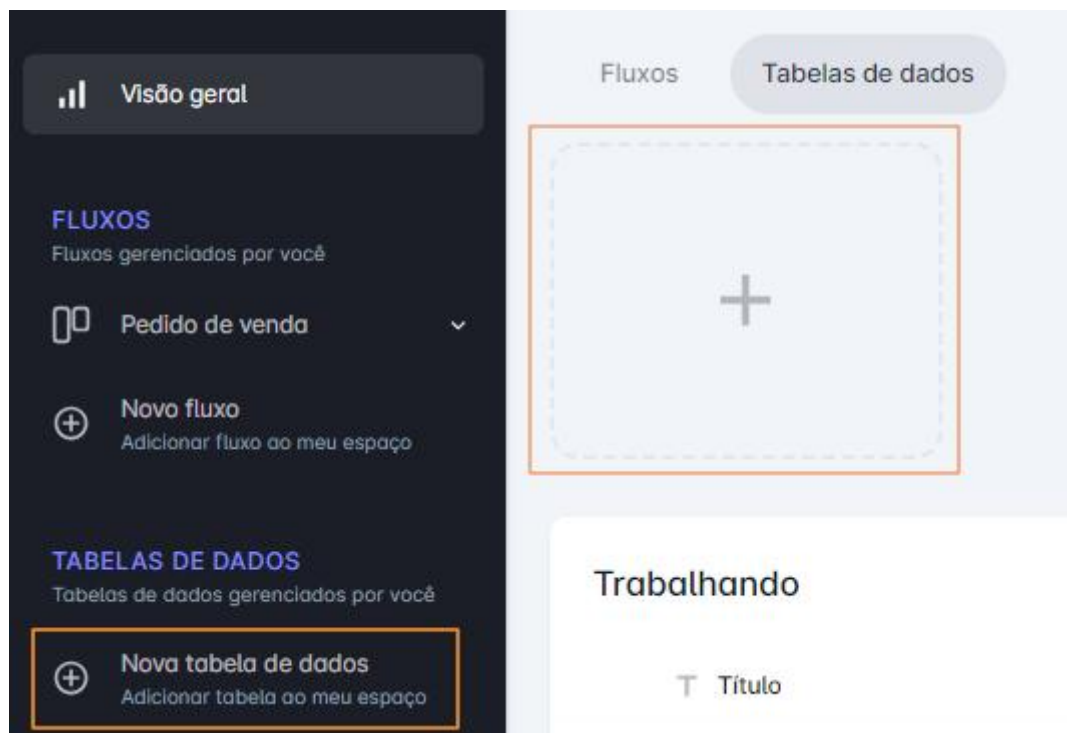 Visão geral
FLUXOS
Fluxos gerenciados por você
Pedido de venda
Novo fluxo
Adicionar fluxo ao meu espaço
TABELAS DE DADOS
Tabelas de dados gerenciados por você
Nova tabela de dados
Adicionar tabela ao meu espaço
Fluxos
Tabelas de dados
Trabalhando
Título